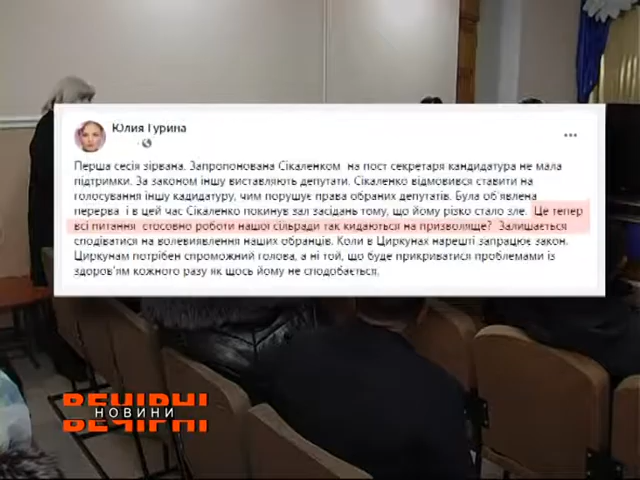 Юлия Гурина
Перша сесія зірвана. Запропонована Сікаленком на пост секретаря кандидатура не мала
підтримки. За законом іншу виставляють депутати. Сікаленко відмовився ставити на
голосування іншу кадидатуру, чим порушує права обраних депутатів. Була об'явлена
перерва і в цей час Сікаленко покинув зал засідань тому, що йому різко стало зле. Це тепер
всі питання стосовно роботи нашої сільради так кидаються на призволяще? Залишається
сподіватися на волевиявлення наших обранців. Коли в Циркунах нарешті запрацює закон.
Циркунам потрібен спроможний голова, а ні той, що буде прикриватися проблемами із
здоров'ям кожного разу як щось йому не сподобається.
ВЕЧІРНІ
НОВИНИ
ВЕЧІРНІ